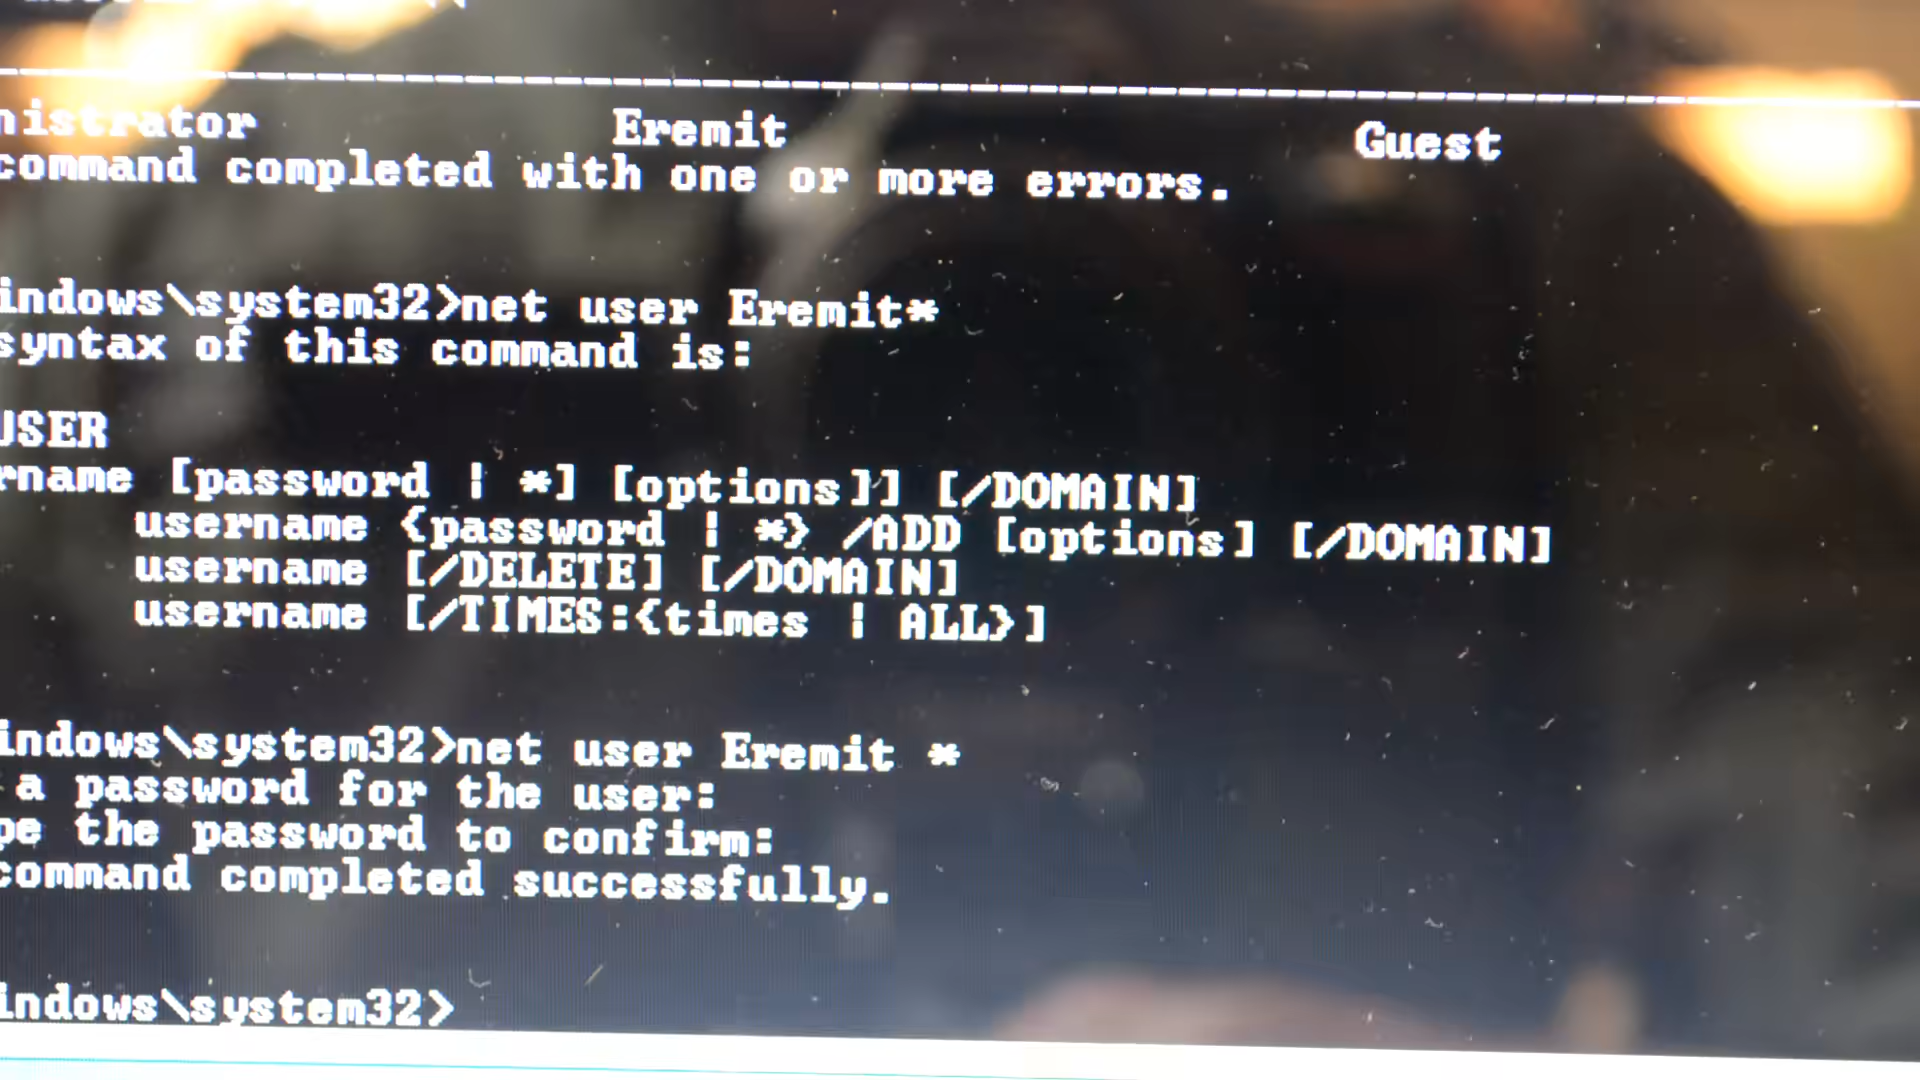 nistrator Eremit Guest
command completed with one or more errors.
indows\system32>net user Eremit*
syntax of this command is:
USER
rname [password | *] [options]] [/DOMAIN]
username {password | *} /ADD [options] [/DOMAIN]
username [/DELETE] [/DOMAIN]
username [/TIMES:{times | ALL}]
indows\system32>net user Eremit *
a password for the user:
pe the password to confirm:
command completed successfully.
indows\system32>